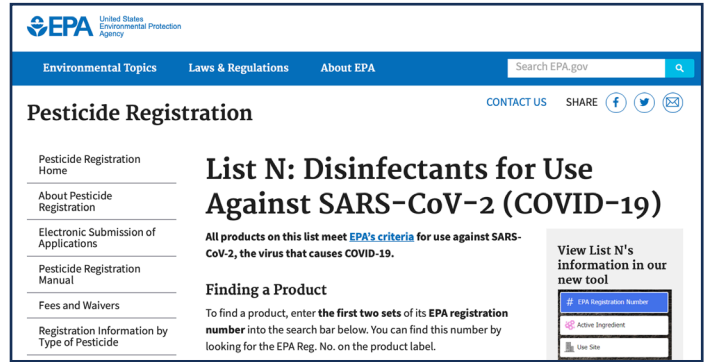 EPA
United States
Environmental Protection
Agency
Environmental Topics
Laws & Regulations
About EPA
Search EPA.gov
Pesticide Registration
CONTACT US
SHARE
Pesticide Registration
Home
About Pesticide
Registration
Electronic Submission of
Applications
Pesticide Registration
Manual
Fees and Waivers
Registration Information by
Type of Pesticide
List N: Disinfectants for Use
Against SARS-CoV-2 (COVID-19)
All products on this list meet EPA's criteria for use against SARS-
CoV-2, the virus that causes COVID-19.
Finding a Product
To find a product, enter the first two sets of its EPA registration
number into the search bar below. You can find this number by
looking for the EPA Reg. No. on the product label.
View List N's
information in our
new tool
# EPA Registration Number
Active Ingredient
Use Site